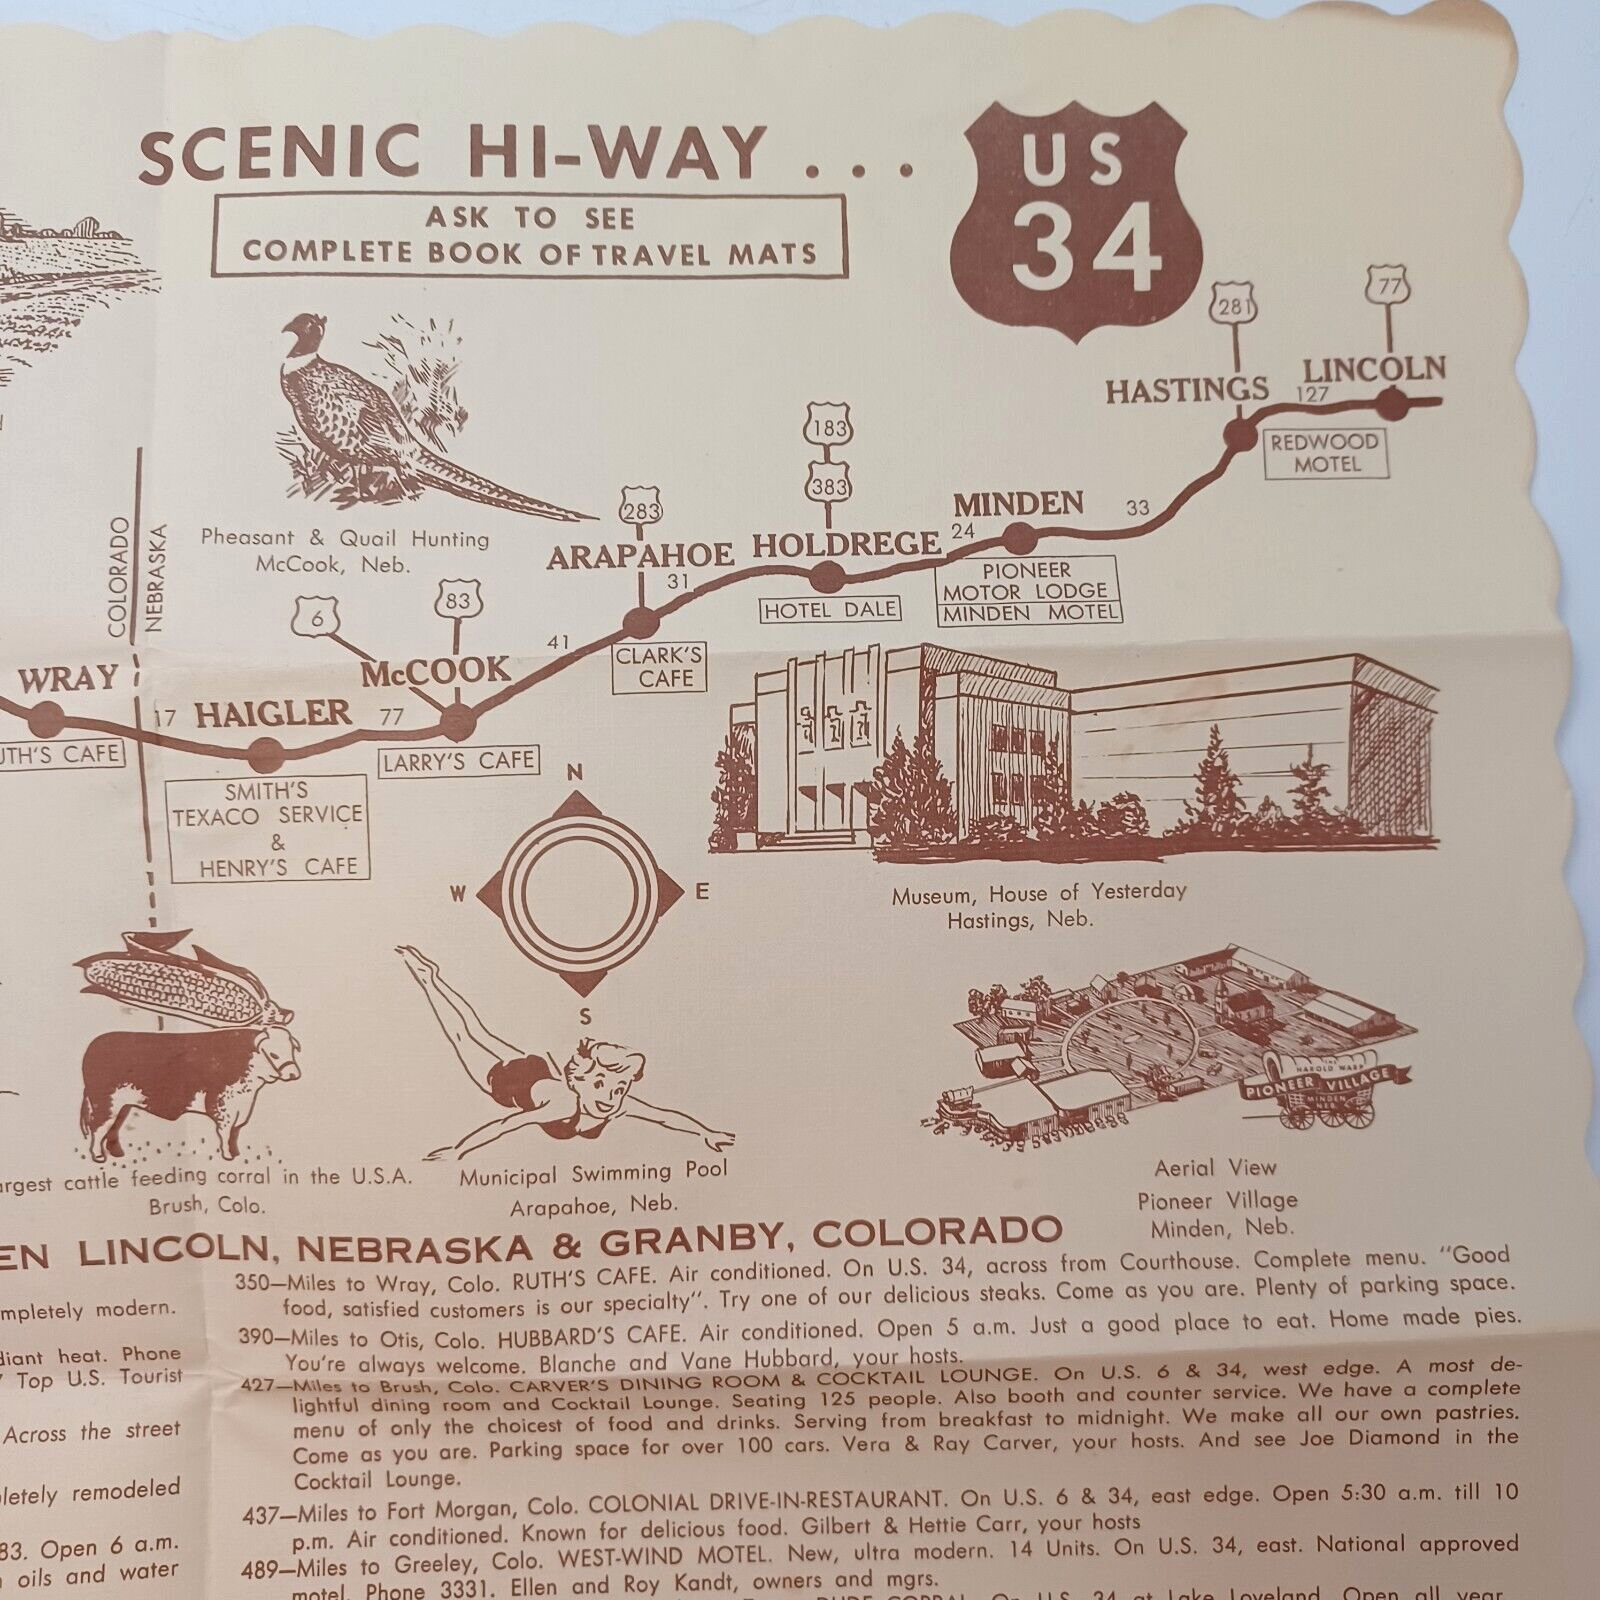 SCENIC HI-WAY . . .
US
34
ASK TO SEE
COMPLETE BOOK OF TRAVEL MATS
77
281
LINCOLN
HASTINGS
127
REDWOOD
MOTEL
183
383
MINDEN
33
24
283
ARAPAHOE
HOLDREGE
31
PIONEER
MOTOR LODGE
MINDEN MOTEL
HOTEL DALE
Pheasant & Quail Hunting
McCook, Neb.
COLORADO
NEBRASKA
6
83
41
CLARK'S
CAFE
WRAY
McCOOK
17
HAIGLER
77
CAFE
LARRY'S CAFE
SMITH'S
TEXACO SERVICE
&
HENRY'S CAFE
N
W
E
S
Museum, House of Yesterday
Hastings, Neb.
HAROLD WARP
PIONEER VILLAGE
MINDEN
NEB.
cattle feeding corral in the U.S.A.
Brush, Colo.
Municipal Swimming Pool
Arapahoe, Neb.
Aerial View
Pioneer Village
Minden, Neb.
LINCOLN, NEBRASKA & GRANBY, COLORADO
modern.
heat. Phone
Top U.S. Tourist
Across the street
remodeled
83. Open 6 a.m.
oils and water
350—Miles to Wray, Colo. RUTH'S CAFE. Air conditioned. On U.S. 34, across from Courthouse. Complete menu. "Good
food, satisfied customers is our specialty". Try one of our delicious steaks. Come as you are. Plenty of parking space.
390—Miles to Otis, Colo. HUBBARD'S CAFE. Air conditioned. Open 5 a.m. Just a good place to eat. Home made pies.
You're always welcome. Blanche and Vane Hubbard, your hosts.
427—Miles to Brush, Colo. CARVER'S DINING ROOM & COCKTAIL LOUNGE. On U.S. 6 & 34, west edge. A most de-
lightful dining room and Cocktail Lounge. Seating 125 people. Also booth and counter service. We have a complete
menu of only the choicest of food and drinks. Serving from breakfast to midnight. We make all our own pastries.
Come as you are. Parking space for over 100 cars. Vera & Ray Carver, your hosts. And see Joe Diamond in the
Cocktail Lounge.
437—Miles to Fort Morgan, Colo. COLONIAL DRIVE-IN-RESTAURANT. On U.S. 6 & 34, east edge. Open 5:30 a.m. till 10
p.m. Air conditioned. Known for delicious food. Gilbert & Hettie Carr, your hosts
489—Miles to Greeley, Colo. WEST-WIND MOTEL. New, ultra modern. 14 Units. On U.S. 34, east. National approved
motel. Phone 3331. Ellen and Roy Kandt, owners and mgrs.
DUDE CORRAL. On U.S. 34 at Lake Loveland. Open all year.